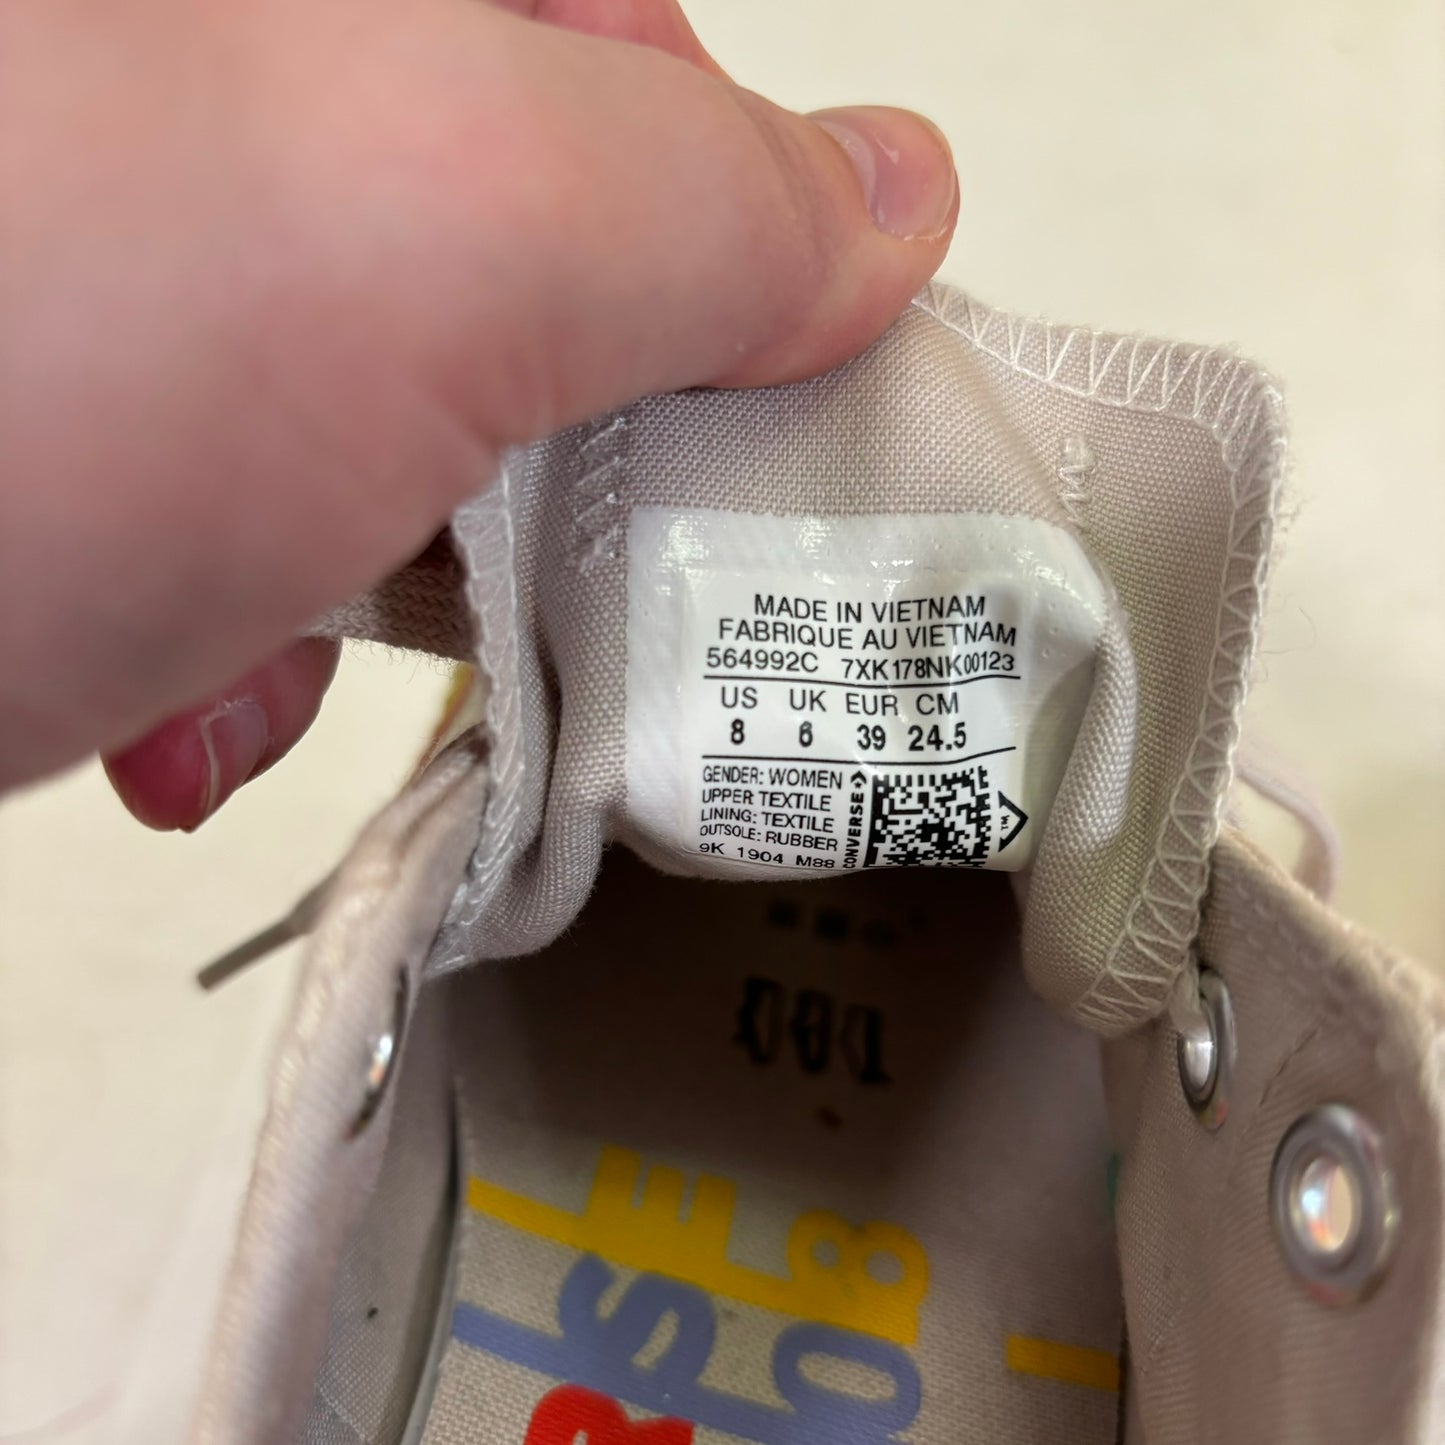 MADE IN VIETNAM
FABRIQUE AU VIETNAM
564992C 7XK178NK00123
US UK EUR CM
8 6 39 24.5
GENDER: WOMEN
UPPER TEXTILE
LINING: TEXTILE
OUTSOLE: RUBBER
9K 1904 M88
CONVERSE
TM